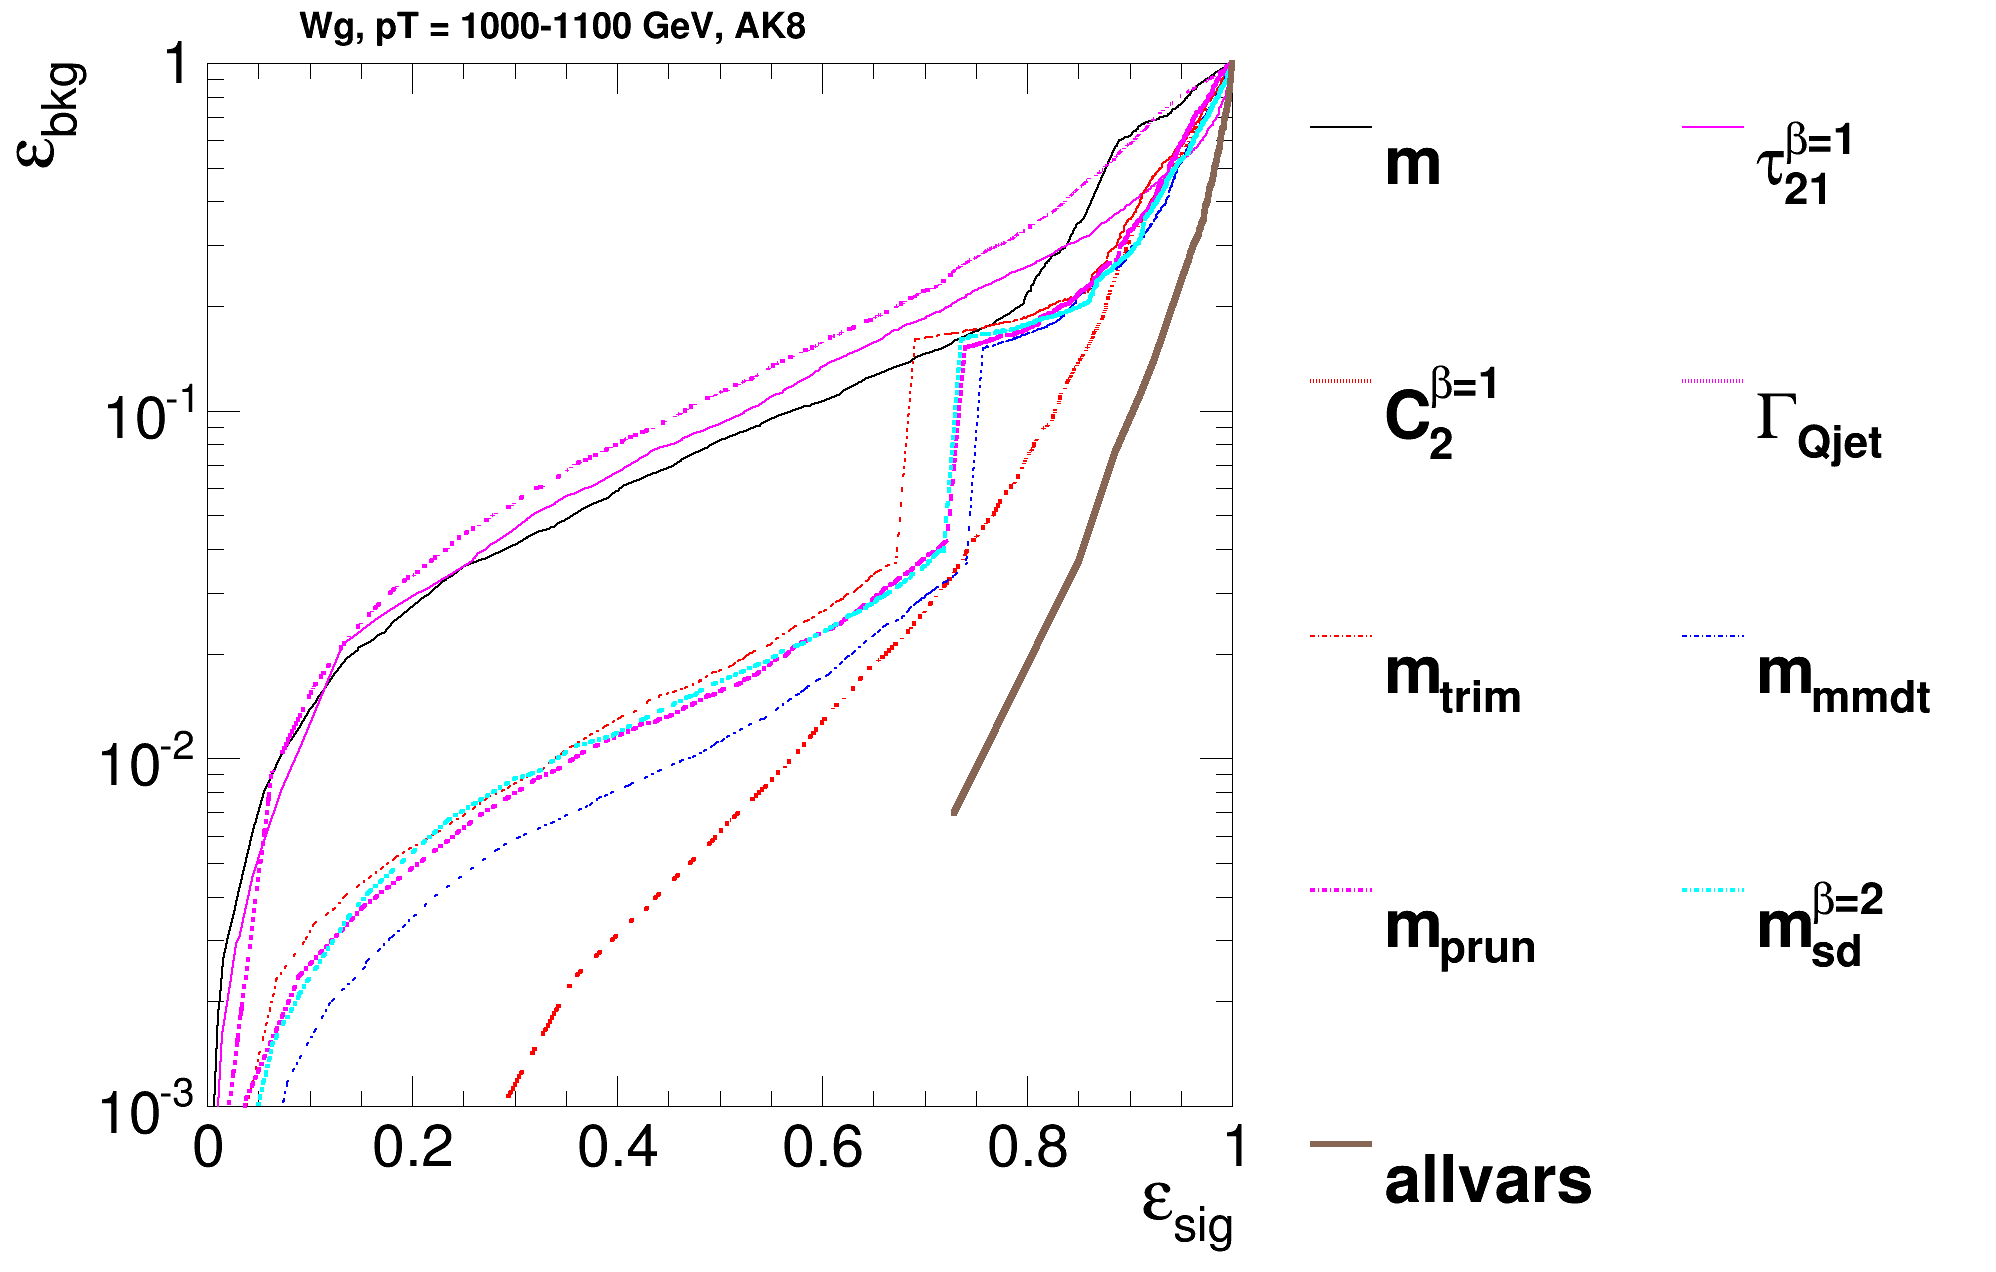 Wg, pT = 1000-1100 GeV, AK8
ε_bkg
1
10^-1
10^-2
10^-3
0 0.2 0.4 0.6 0.8 1
ε_sig
m
τ_21^β=1
C_2^β=1
Γ_Qjet
m_trim
m_mmdt
m_prun
m_sd^β=2
allvars